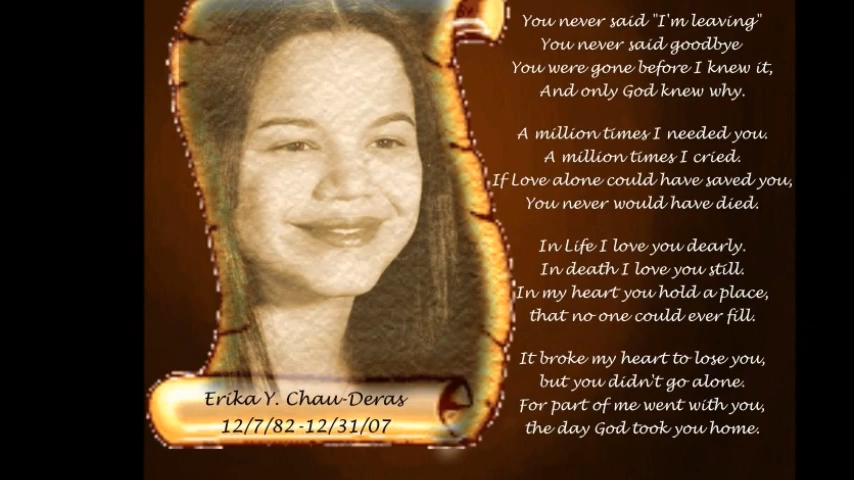 You never said "I'm leaving"
You never said goodbye
You were gone before I knew it,
And only God knew why.
A million times I needed you.
A million times I cried.
If Love alone could have saved you,
You never would have died.
In Life I love you dearly.
In death I love you still.
In my heart you hold a place,
that no one could ever fill.
It broke my heart to lose you,
but you didn't go alone.
For part of me went with you,
the day God took you home.
Erika Y. Chau-Deras
12/7/82-12/31/07